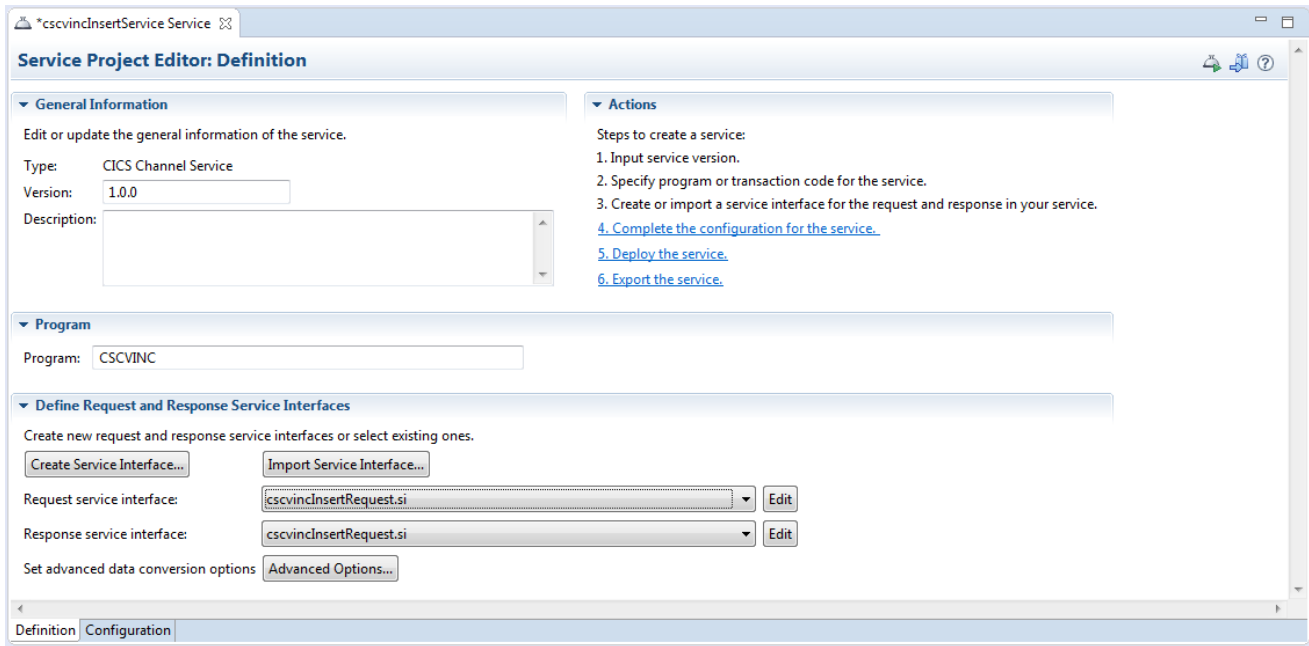 *cscvincInsertService Service
Service Project Editor: Definition
General Information
Edit or update the general information of the service.
Type: CICS Channel Service
Version: 1.0.0
Description:
Actions
Steps to create a service:
1. Input service version.
2. Specify program or transaction code for the service.
3. Create or import a service interface for the request and response in your service.
4. Complete the configuration for the service.
5. Deploy the service.
6. Export the service.
Program
Program: CSCVINC
Define Request and Response Service Interfaces
Create new request and response service interfaces or select existing ones.
Create Service Interface... Import Service Interface...
Request service interface: cscvincInsertRequest.si Edit
Response service interface: cscvincInsertRequest.si Edit
Set advanced data conversion options Advanced Options...
Definition Configuration